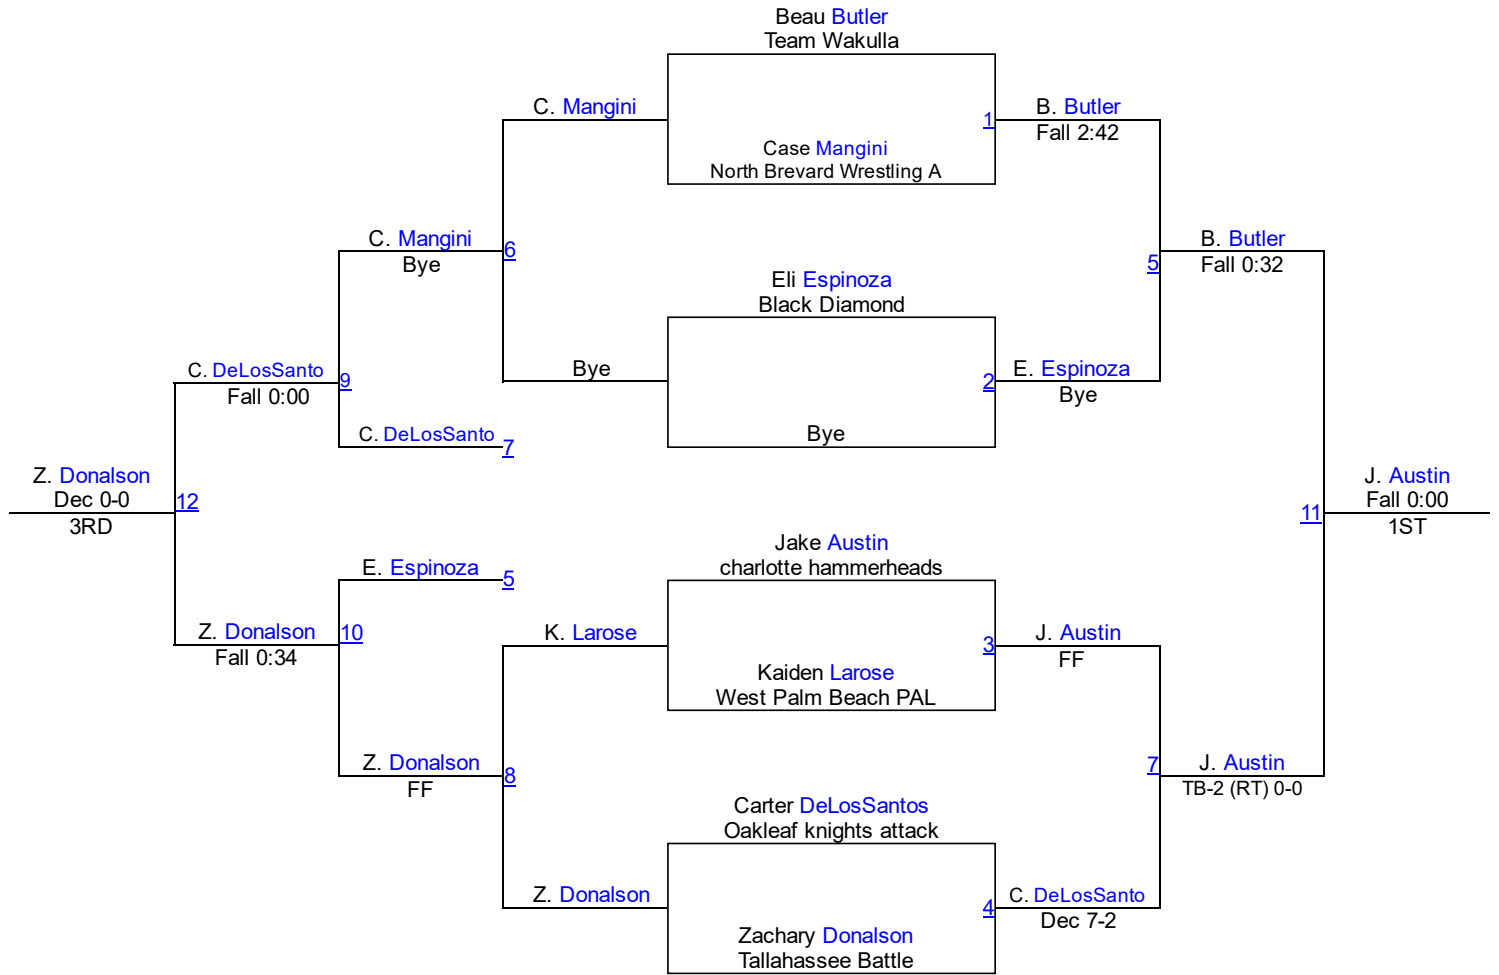 Beau Butler
Team Wakulla
C. Mangini
1
B. Butler
Fall 2:42
Case Mangini
North Brevard Wrestling A
C. Mangini
Bye
6
B. Butler
Fall 0:32
5
Eli Espinoza
Black Diamond
C. DeLosSanto
Fall 0:00
9
Bye
2
E. Espinoza
Bye
C. DeLosSanto
7
Bye
Z. Donalson
Dec 0-0
3RD
12
J. Austin
Fall 0:00
1ST
11
Jake Austin
charlotte hammerheads
E. Espinoza
5
Z. Donalson
Fall 0:34
10
K. Larose
3
J. Austin
FF
Kaiden Larose
West Palm Beach PAL
Z. Donalson
FF
8
7
J. Austin
TB-2 (RT) 0-0
Carter DeLosSantos
Oakleaf knights attack
Z. Donalson
4
C. DeLosSanto
Dec 7-2
Zachary Donalson
Tallahassee Battle